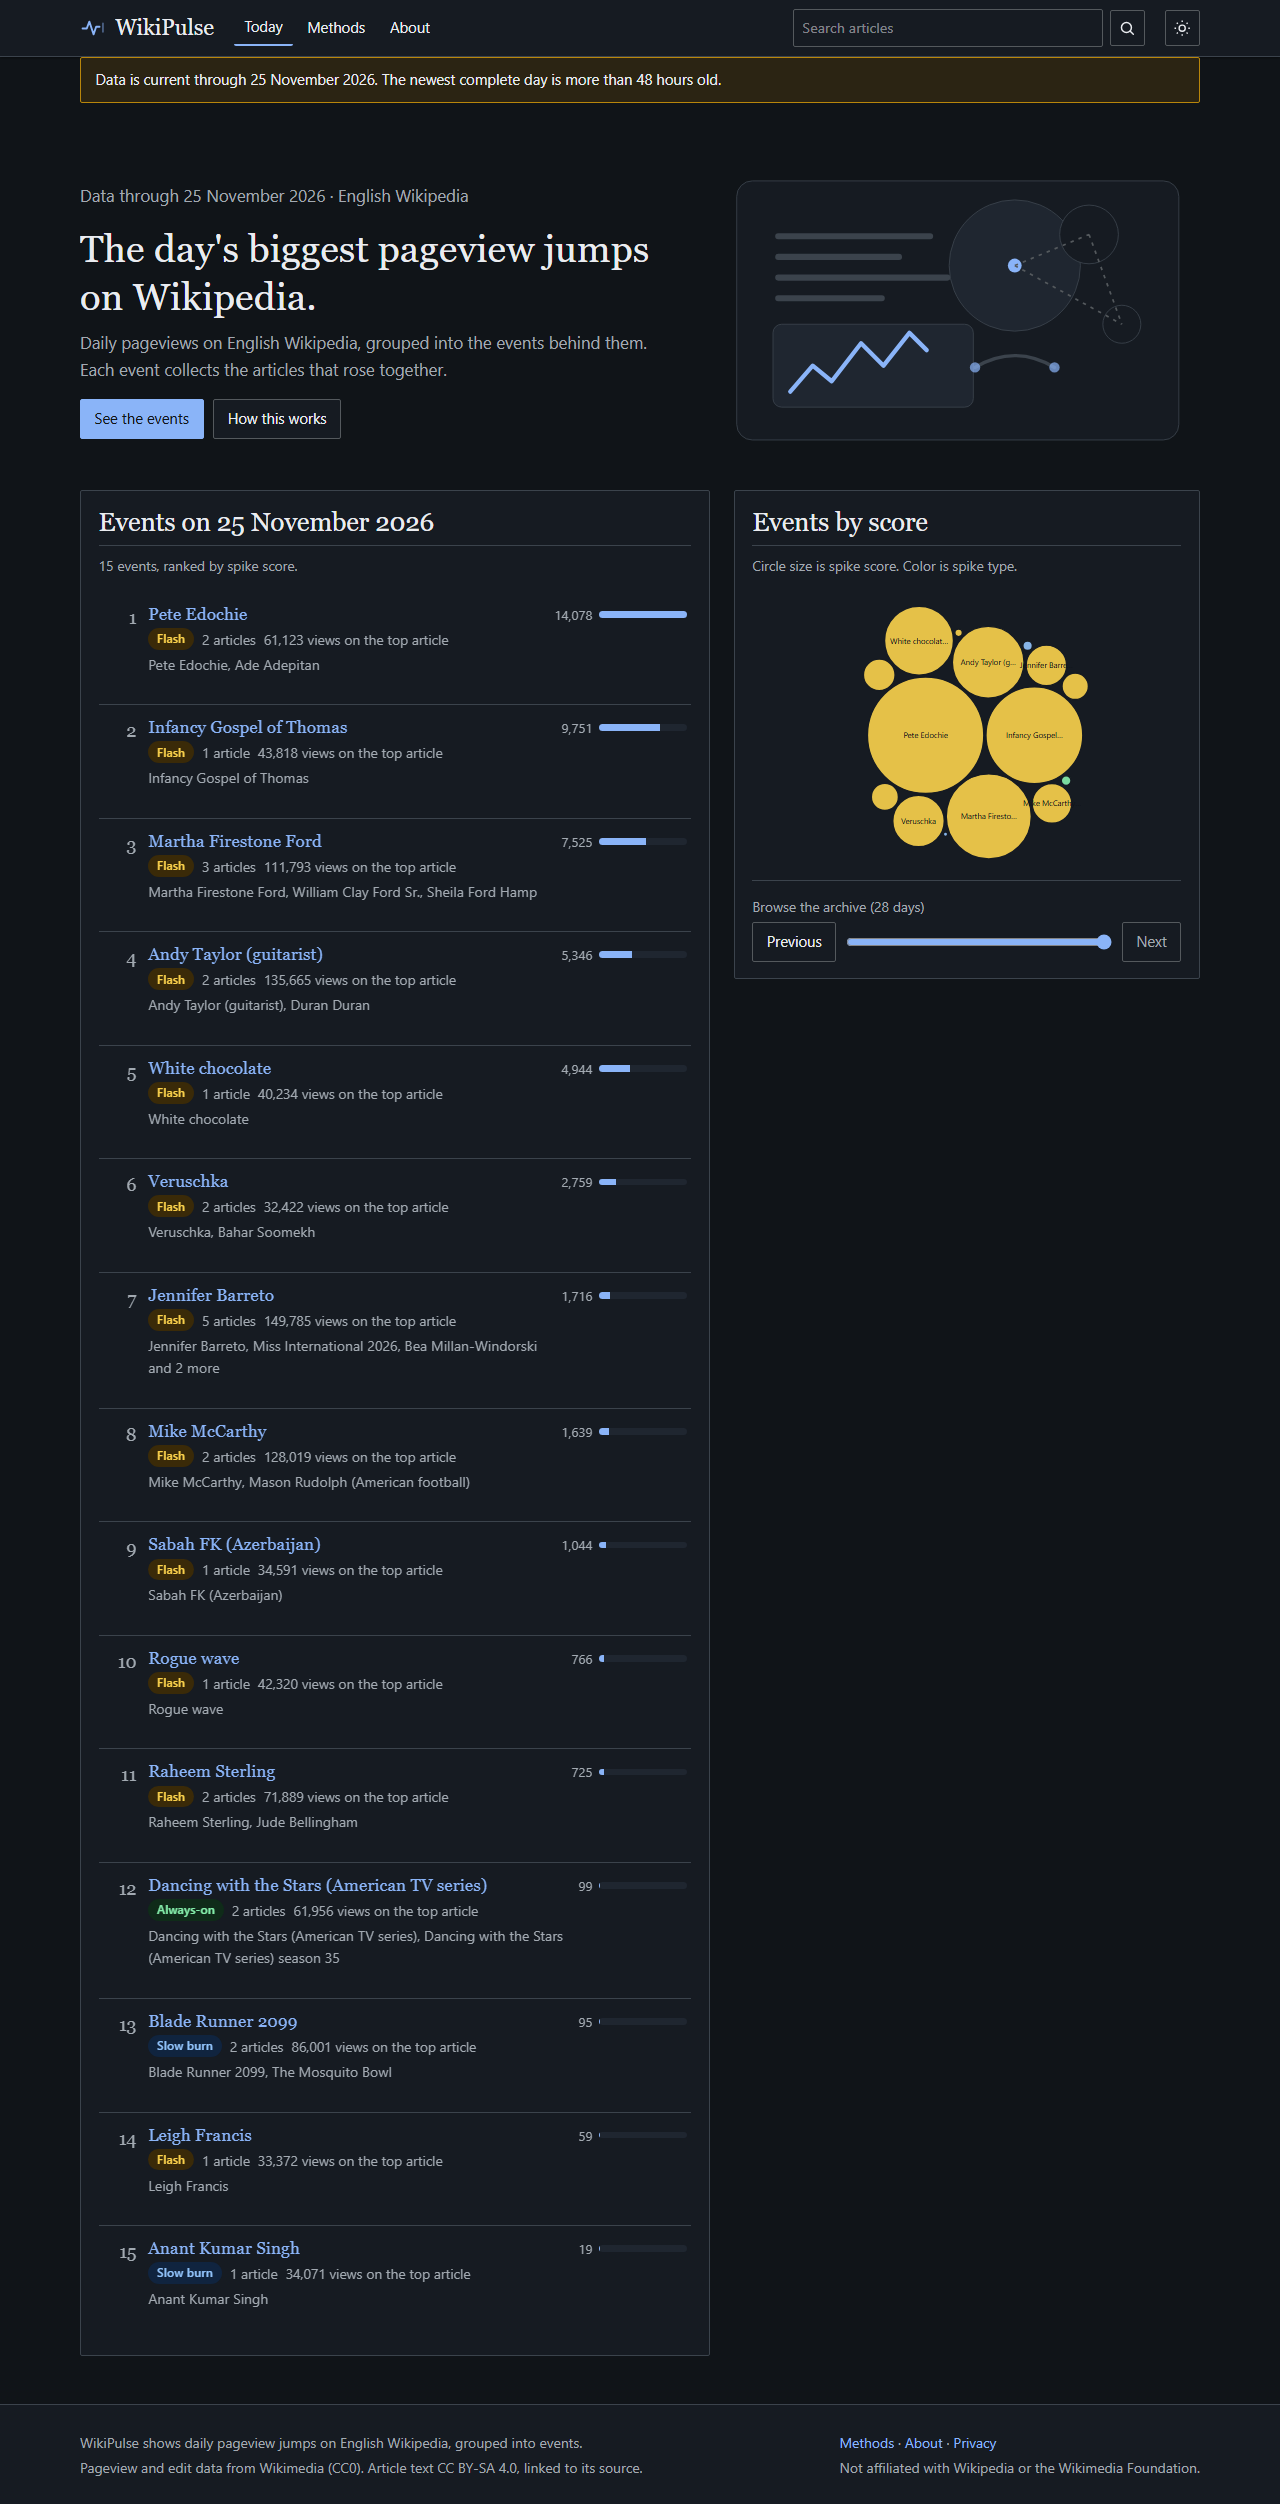 WikiPulse
Today
Methods
About
Search articles
Data is current through 25 November 2026. The newest complete day is more than 48 hours old.
Data through 25 November 2026 · English Wikipedia
The day's biggest pageview jumps
on Wikipedia.
Daily pageviews on English Wikipedia, grouped into the events behind them.
Each event collects the articles that rose together.
See the events
How this works
Events on 25 November 2026
15 events, ranked by spike score.
1 Pete Edochie 14,078
Flash 2 articles 61,123 views on the top article
Pete Edochie, Ade Adepitan
2 Infancy Gospel of Thomas 9,751
Flash 1 article 43,818 views on the top article
Infancy Gospel of Thomas
3 Martha Firestone Ford 7,525
Flash 3 articles 111,793 views on the top article
Martha Firestone Ford, William Clay Ford Sr., Sheila Ford Hamp
4 Andy Taylor (guitarist) 5,346
Flash 2 articles 135,665 views on the top article
Andy Taylor (guitarist), Duran Duran
5 White chocolate 4,944
Flash 1 article 40,234 views on the top article
White chocolate
6 Veruschka 2,759
Flash 2 articles 32,422 views on the top article
Veruschka, Bahar Soomekh
7 Jennifer Barreto 1,716
Flash 5 articles 149,785 views on the top article
Jennifer Barreto, Miss International 2026, Bea Millan-Windorski
and 2 more
8 Mike McCarthy 1,639
Flash 2 articles 128,019 views on the top article
Mike McCarthy, Mason Rudolph (American football)
9 Sabah FK (Azerbaijan) 1,044
Flash 1 article 34,591 views on the top article
Sabah FK (Azerbaijan)
10 Rogue wave 766
Flash 1 article 42,320 views on the top article
Rogue wave
11 Raheem Sterling 725
Flash 2 articles 71,889 views on the top article
Raheem Sterling, Jude Bellingham
12 Dancing with the Stars (American TV series) 99
Always-on 2 articles 61,956 views on the top article
Dancing with the Stars (American TV series), Dancing with the Stars
(American TV series) season 35
13 Blade Runner 2099 95
Slow burn 2 articles 86,001 views on the top article
Blade Runner 2099, The Mosquito Bowl
14 Leigh Francis 59
Flash 1 article 33,372 views on the top article
Leigh Francis
15 Anant Kumar Singh 19
Slow burn 1 article 34,071 views on the top article
Anant Kumar Singh
Events by score
Circle size is spike score. Color is spike type.
White chocolat...
Andy Taylor (g...
Jennifer Barre
Pete Edochie
Infancy Gospel...
Mike McCarth
Veruschka
Martha Firesto...
Browse the archive (28 days)
Previous
Next
WikiPulse shows daily pageview jumps on English Wikipedia, grouped into events.
Pageview and edit data from Wikimedia (CC0). Article text CC BY-SA 4.0, linked to its source.
Methods · About · Privacy
Not affiliated with Wikipedia or the Wikimedia Foundation.